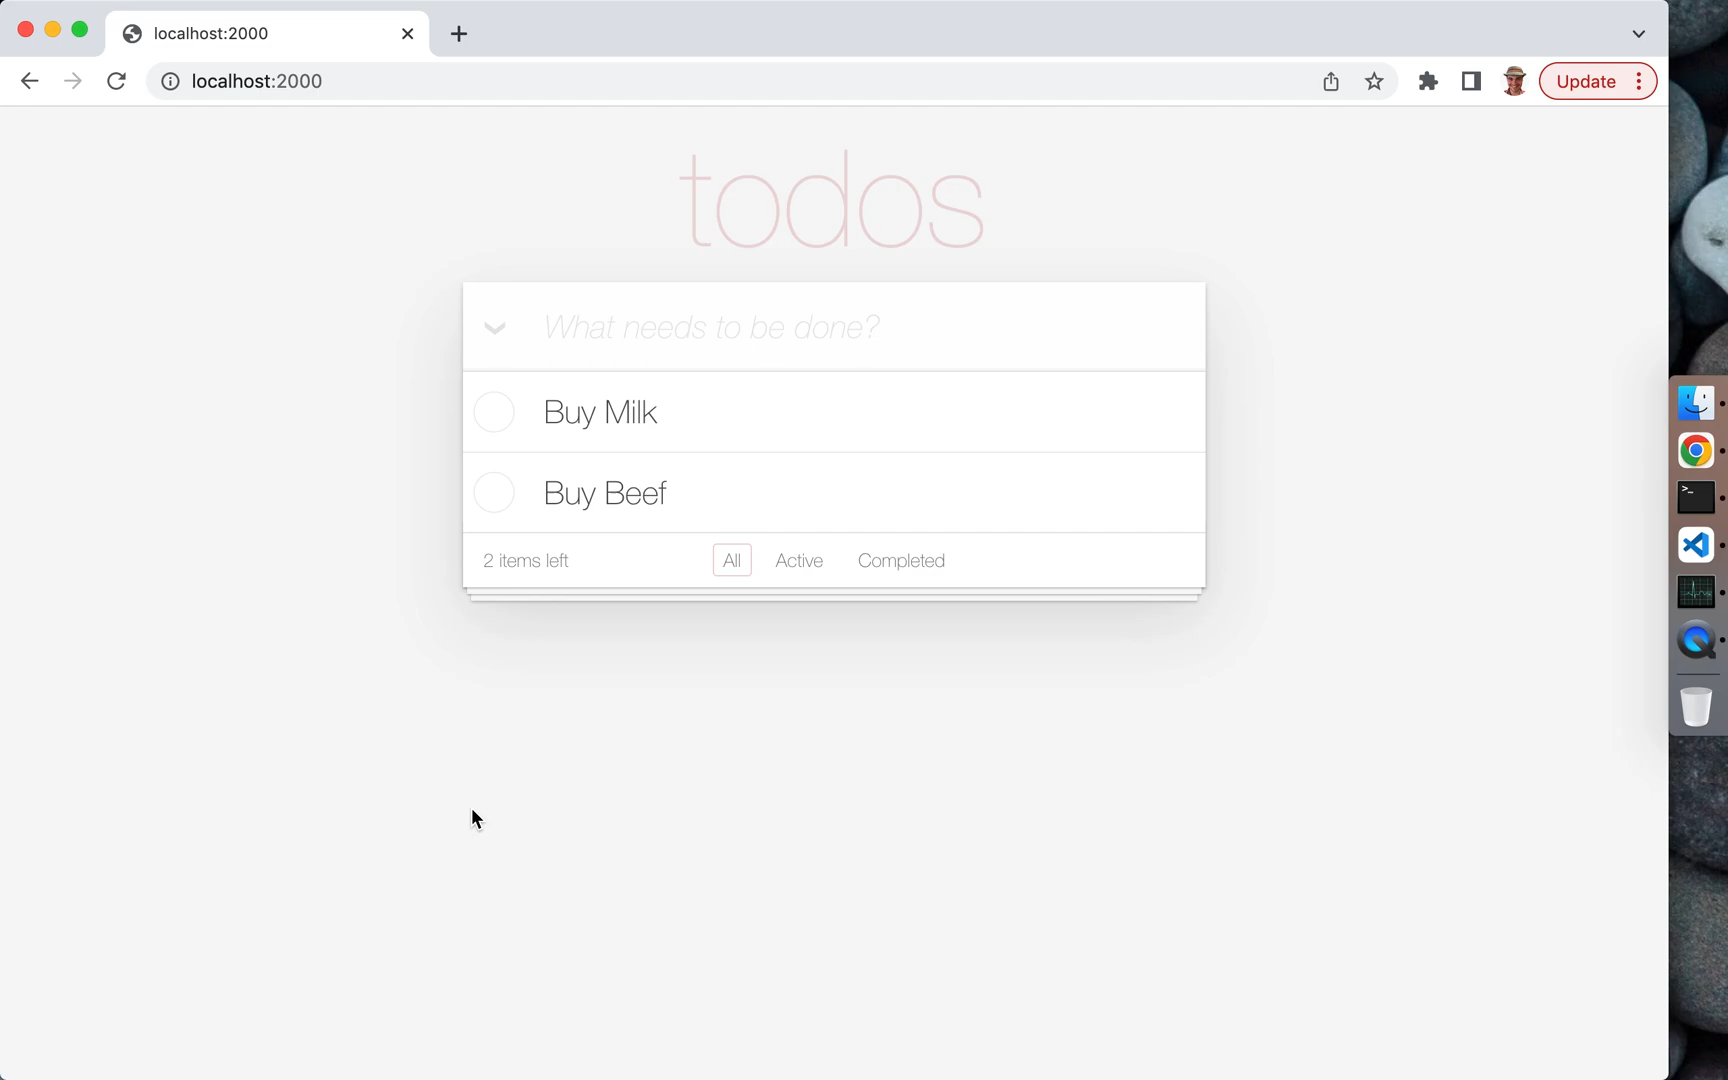 localhost:2000
localhost:2000
Update
todos
What needs to be done?
Buy Milk
Buy Beef
2 items left
All
Active
Completed